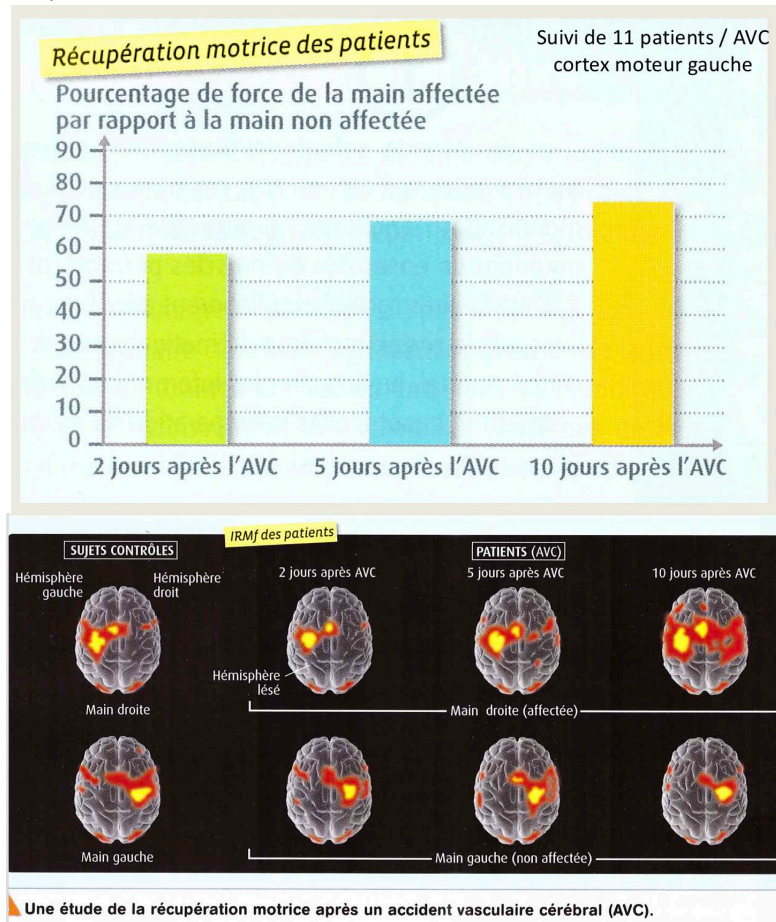 Récupération motrice des patients
Suivi de 11 patients / AVC
cortex moteur gauche
Pourcentage de force de la main affectée
par rapport à la main non affectée
90
80
70
60
50
40
30
20
10
0
2 jours après l'AVC
5 jours après l'AVC
10 jours après l'AVC
IRMf des patients
SUJETS CONTRÔLES
PATIENTS (AVC)
Hémisphère
gauche
Hémisphère
droit
2 jours après AVC
5 jours après AVC
10 jours après AVC
Hémisphère
lésé
Main droite
Main droite (affectée)
Main gauche
Main gauche (non affectée)
Une étude de la récupération motrice après un accident vasculaire cérébral (AVC).